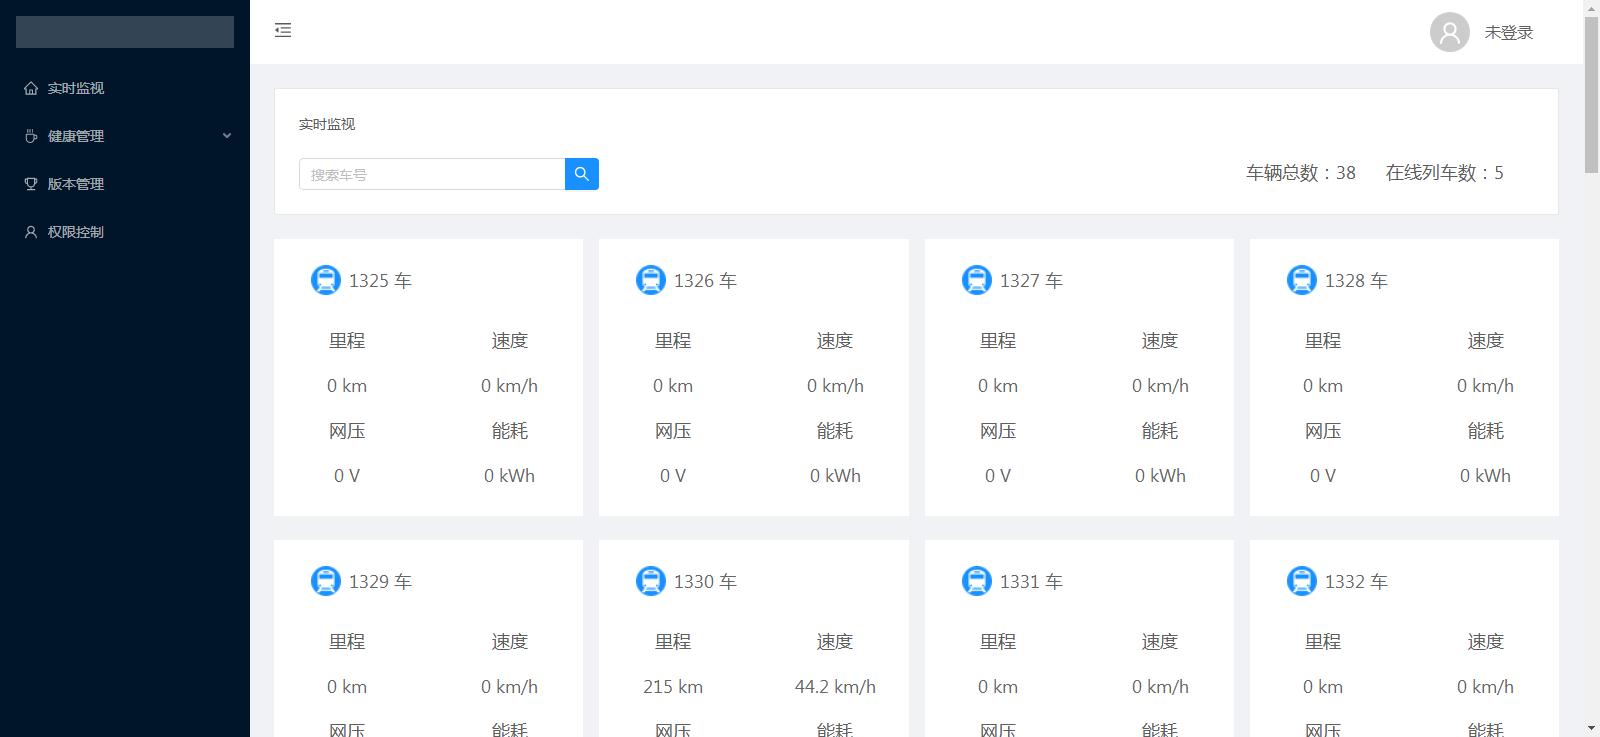 未登录
实时监视
健康管理
版本管理
权限控制
实时监视
搜索车号
车辆总数：38 在线列车数：5
1325 车 1326 车 1327 车 1328 车
里程 速度 里程 速度 里程 速度 里程 速度
0 km 0 km/h 0 km 0 km/h 0 km 0 km/h 0 km 0 km/h
网压 能耗 网压 能耗 网压 能耗 网压 能耗
0 V 0 kWh 0 V 0 kWh 0 V 0 kWh 0 V 0 kWh
1329 车 1330 车 1331 车 1332 车
里程 速度 里程 速度 里程 速度 里程 速度
0 km 0 km/h 215 km 44.2 km/h 0 km 0 km/h 0 km 0 km/h
网压 能耗 网压 能耗 网压 能耗 网压 能耗